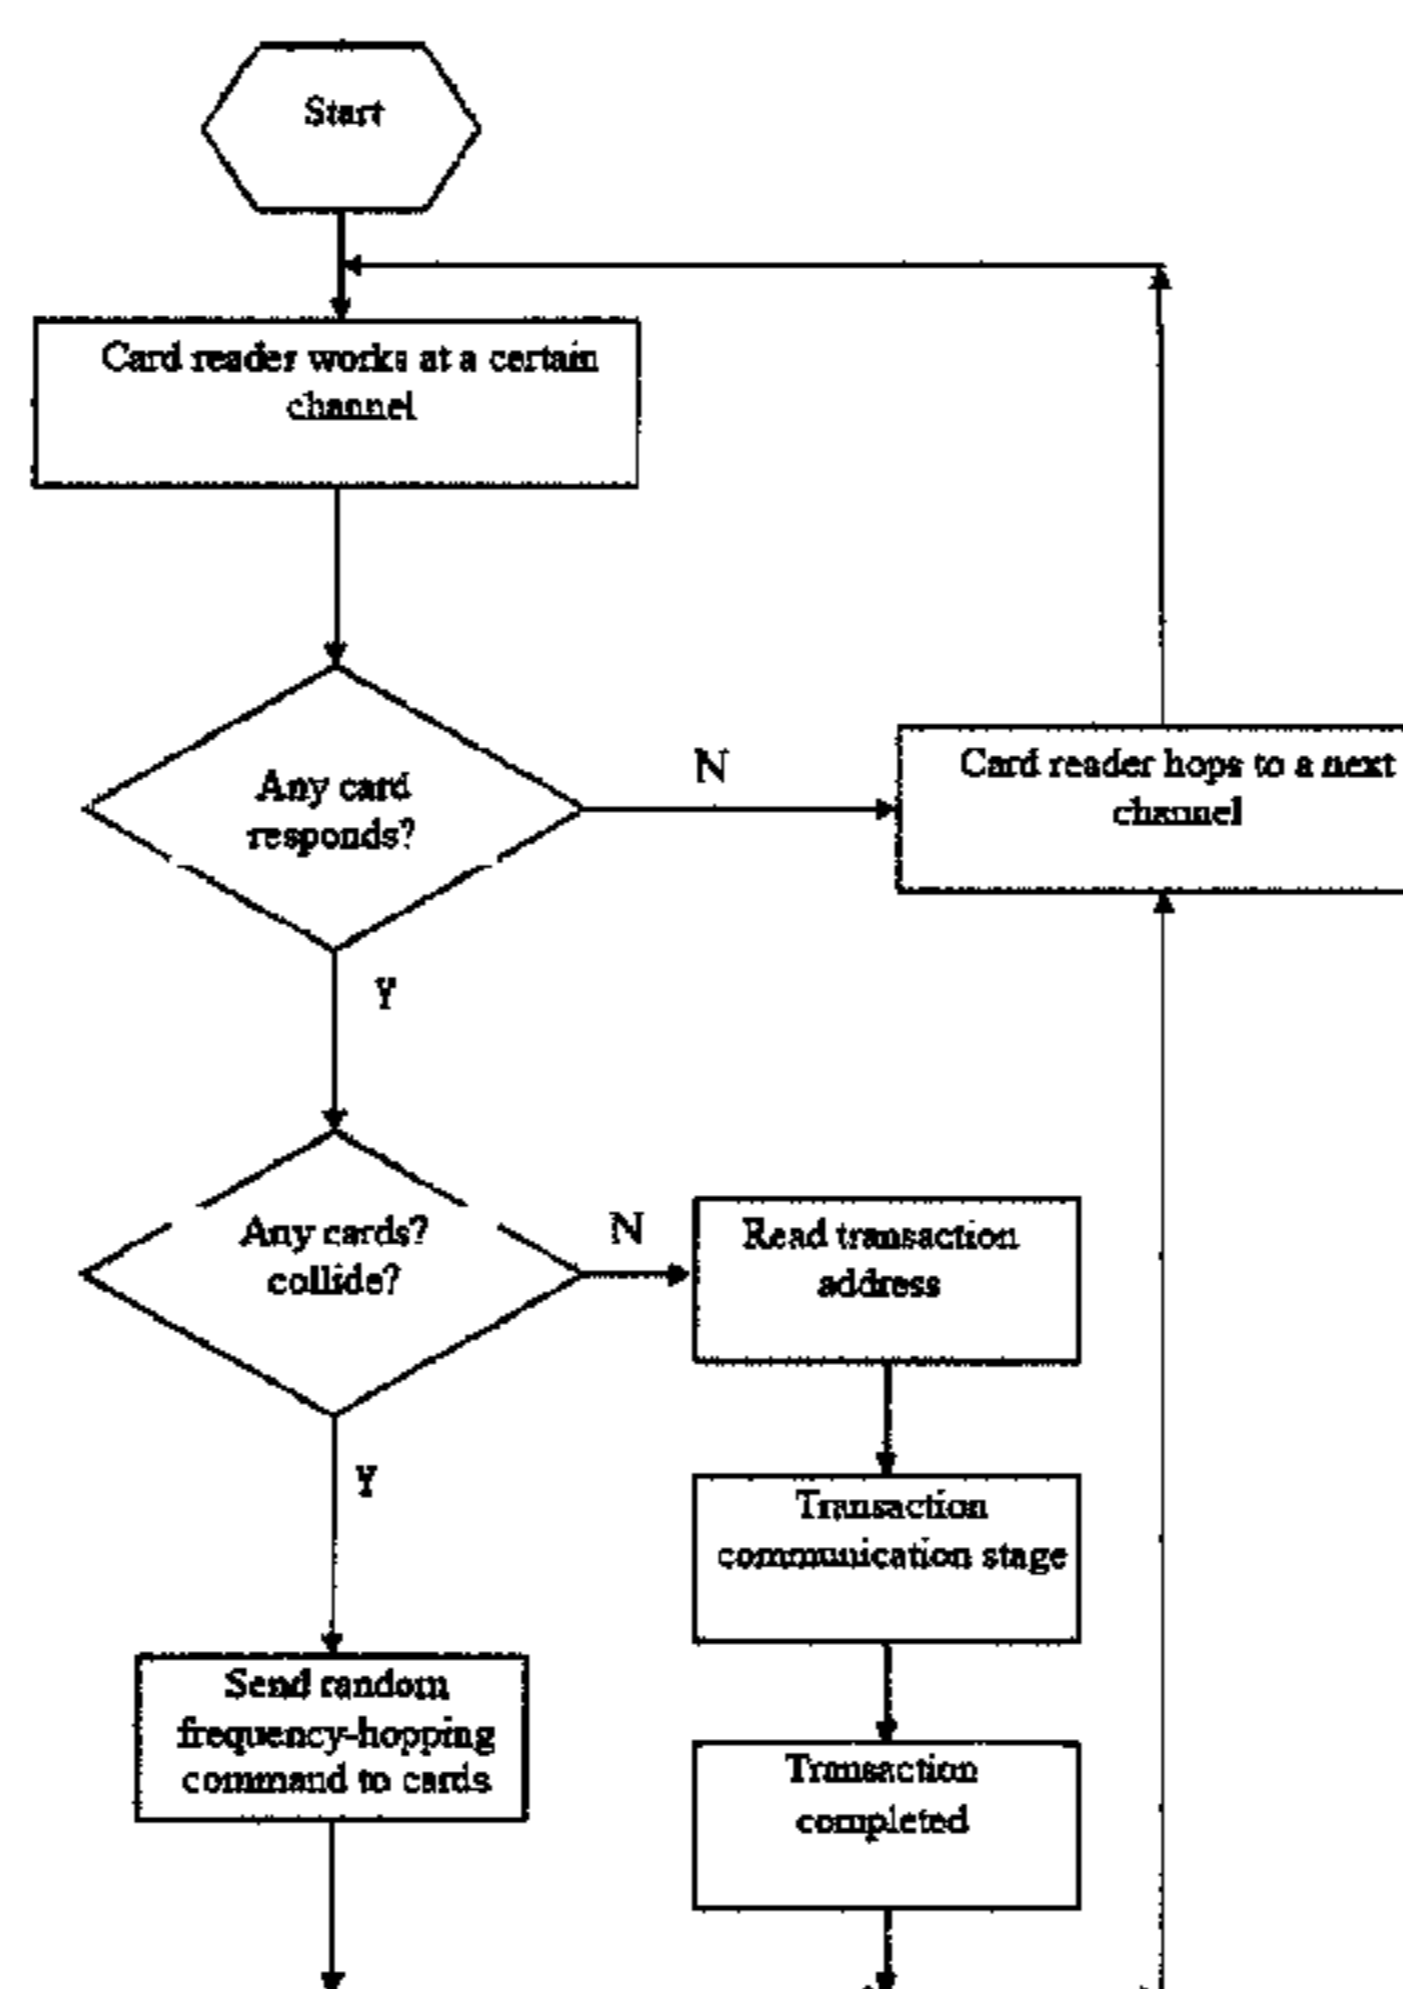 Start
Card reader works at a certain
channel
Any card
responds?
N
Card reader hops to a next
channel
Y
Any cards?
collide?
N
Read transaction
address
Y
Transaction
communication stage
Send random
frequency-hopping
command to cards
Transaction
completed